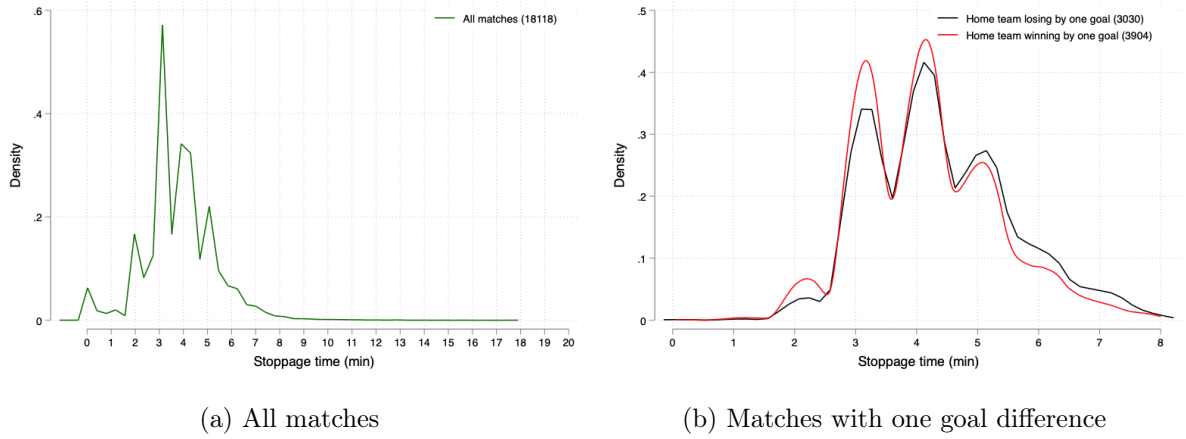 All matches (18118)
.6
.4
.2
0
Density
0 1 2 3 4 5 6 7 8 9 10 11 12 13 14 15 16 17 18 19 20
Stoppage time (min)
(a) All matches
Home team losing by one goal (3030)
Home team winning by one goal (3904)
.5
.4
.3
.2
.1
0
Density
0 1 2 3 4 5 6 7 8
Stoppage time (min)
(b) Matches with one goal difference